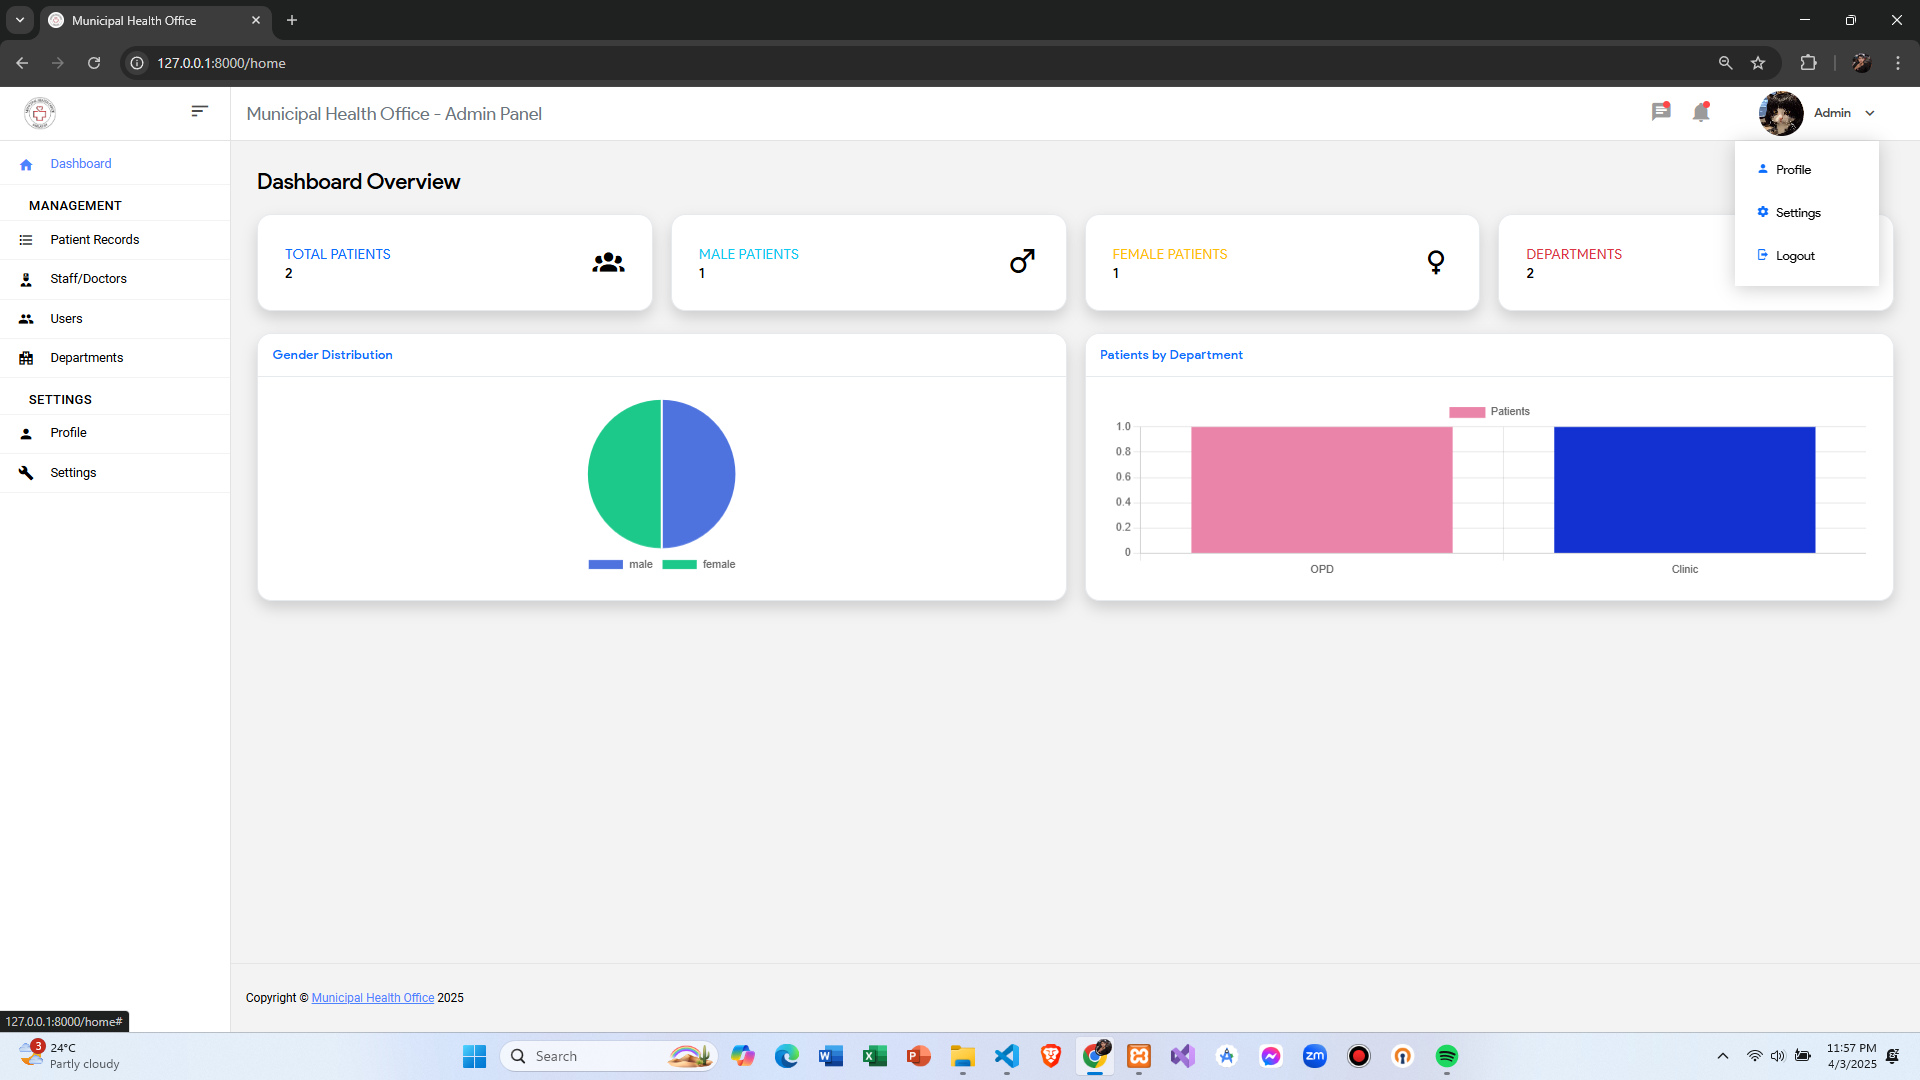 Municipal Health Office
127.0.0.1:8000/home
Municipal Health Office - Admin Panel
Admin
Profile
Settings
Logout
Dashboard
MANAGEMENT
Patient Records
Staff/Doctors
Users
Departments
SETTINGS
Profile
Settings
Dashboard Overview
TOTAL PATIENTS
2
MALE PATIENTS
1
FEMALE PATIENTS
1
DEPARTMENTS
2
Gender Distribution
male female
Patients by Department
Patients
1.0
0.8
0.6
0.4
0.2
0
OPD Clinic
Copyright © Municipal Health Office 2025
127.0.0.1:8000/home#
3
24°C
Partly cloudy
Search
zm
11:57 PM
4/3/2025